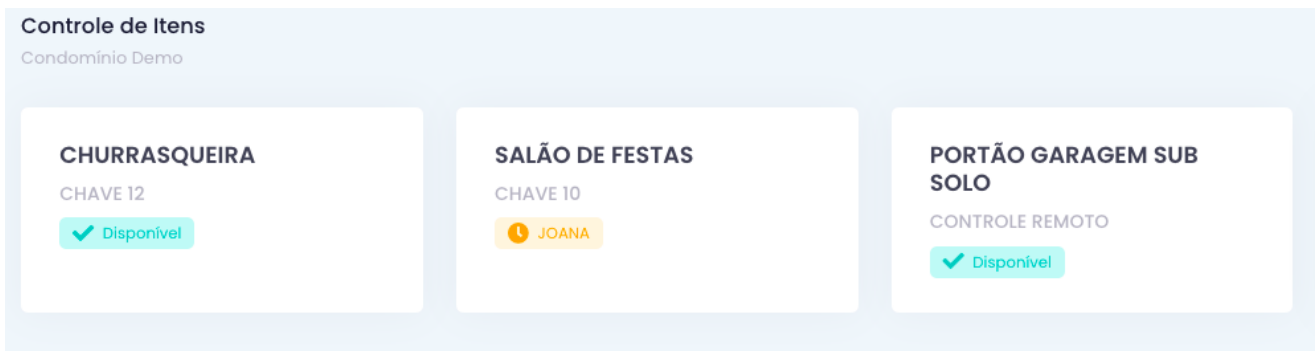 Controle de Itens
Condomínio Demo
CHURRASQUEIRA
CHAVE 12
Disponível
SALÃO DE FESTAS
CHAVE 10
JOANA
PORTÃO GARAGEM SUB
SOLO
CONTROLE REMOTO
Disponível